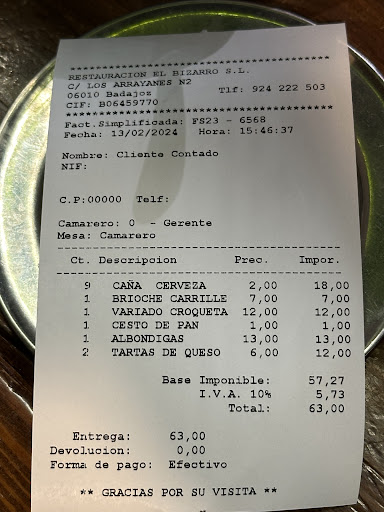 ************************************
RESTAURACION EL BIZARRO S.L.
C/ LOS ARRAYANES N2
06010 Badajoz Tlf: 924 222 503
CIF: B06459770
************************************
Fact.Simplificada: FS23 - 6568
Fecha: 13/02/2024 Hora: 15:46:37
Nombre: Cliente Contado
NIF:
C.P:00000 Telf:
Camarero: 0 - Gerente
Mesa: Camarero
Ct. Descripcion Prec. Impor.
9 CAÑA CERVEZA 2,00 18,00
1 BRIOCHE CARRILLE 7,00 7,00
1 VARIADO CROQUETA 12,00 12,00
1 CESTO DE PAN 1,00 1,00
1 ALBONDIGAS 13,00 13,00
2 TARTAS DE QUESO 6,00 12,00
Base Imponible: 57,27
I.V.A. 10% 5,73
Total: 63,00
Entrega: 63,00
Devolucion: 0,00
Forma de pago: Efectivo
** GRACIAS POR SU VISITA **